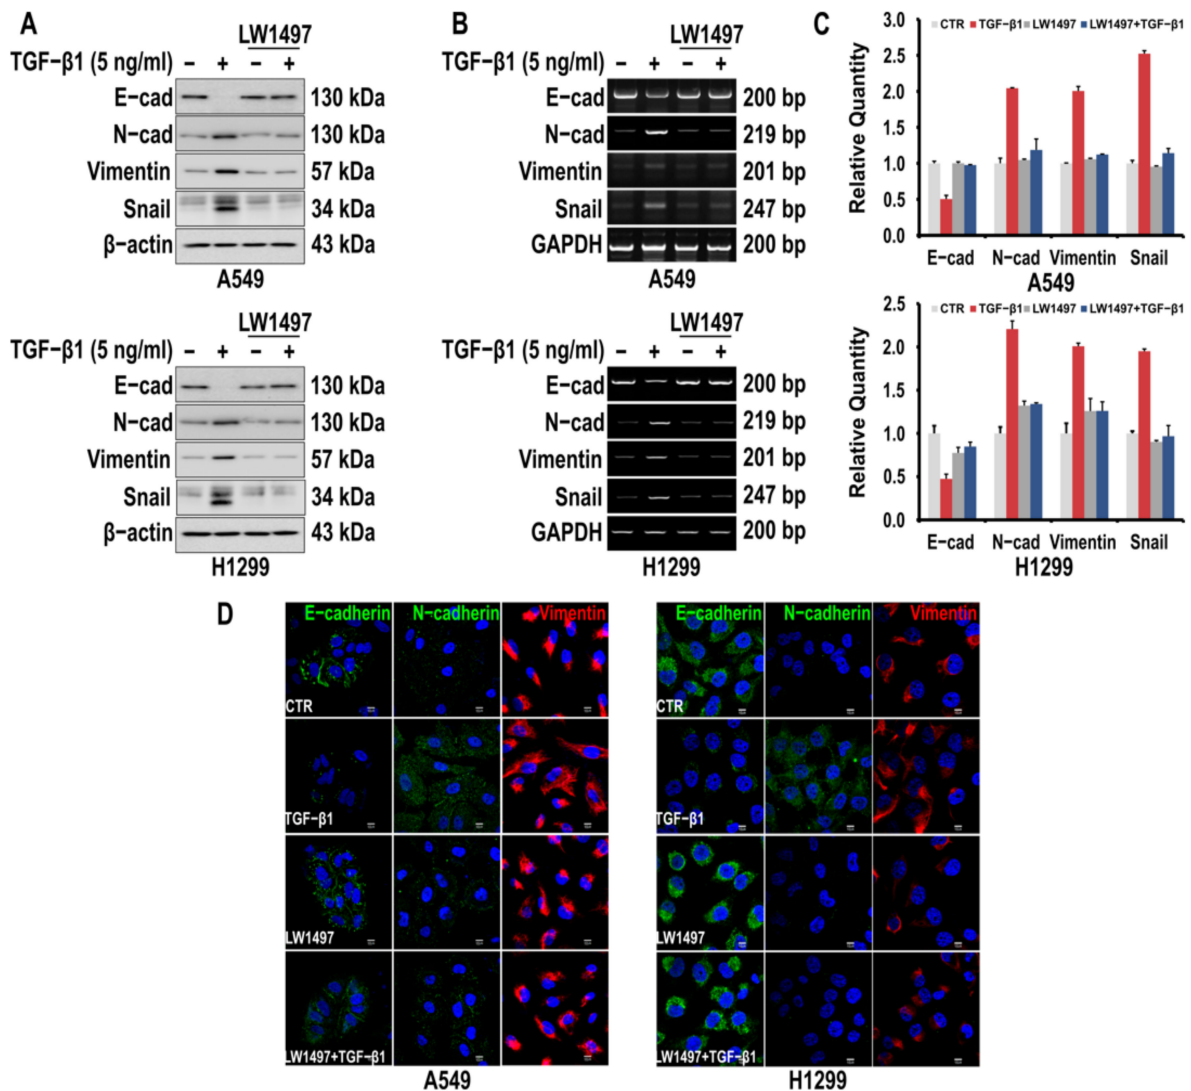 A
LW1497
TGF−β1 (5 ng/ml) − + − +
E−cad 130 kDa
N−cad 130 kDa
Vimentin 57 kDa
Snail 34 kDa
β−actin 43 kDa
A549
LW1497
TGF−β1 (5 ng/ml) − + − +
E−cad 130 kDa
N−cad 130 kDa
Vimentin 57 kDa
Snail 34 kDa
β−actin 43 kDa
H1299
B
LW1497
TGF−β1 (5 ng/ml) − + − +
E−cad 200 bp
N−cad 219 bp
Vimentin 201 bp
Snail 247 bp
GAPDH 200 bp
A549
LW1497
TGF−β1 (5 ng/ml) − + − +
E−cad 200 bp
N−cad 219 bp
Vimentin 201 bp
Snail 247 bp
GAPDH 200 bp
H1299
C
CTR TGF−β1 LW1497 LW1497+TGF−β1
Relative Quantity
3.0
2.5
2.0
1.5
1.0
0.5
0.0
E−cad N−cad Vimentin Snail
A549
CTR TGF−β1 LW1497 LW1497+TGF−β1
Relative Quantity
2.5
2.0
1.5
1.0
0.5
0.0
E−cad N−cad Vimentin Snail
H1299
D
E−cadherin N−cadherin Vimentin
CTR
TGF−β1
LW1497
LW1497+TGF−β1
A549
E−cadherin N−cadherin Vimentin
CTR
TGF−β1
LW1497
LW1497+TGF−β1
H1299